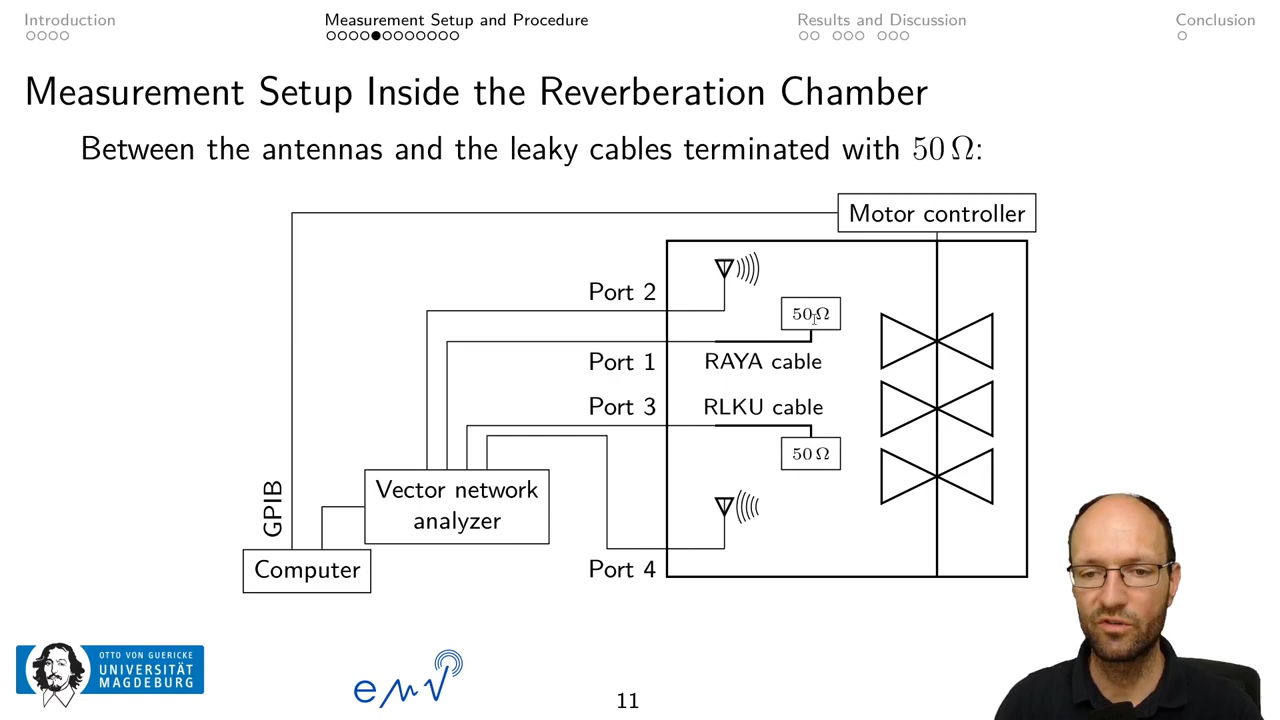 Introduction
Measurement Setup and Procedure
Results and Discussion
Conclusion
Measurement Setup Inside the Reverberation Chamber
Between the antennas and the leaky cables terminated with 50 Ω:
Motor controller
Port 2
50 Ω
Port 1
RAYA cable
Port 3
RLKU cable
50 Ω
GPIB
Vector network
analyzer
Computer
Port 4
OTTO VON GUERICKE
UNIVERSITÄT
MAGDEBURG
emv
11